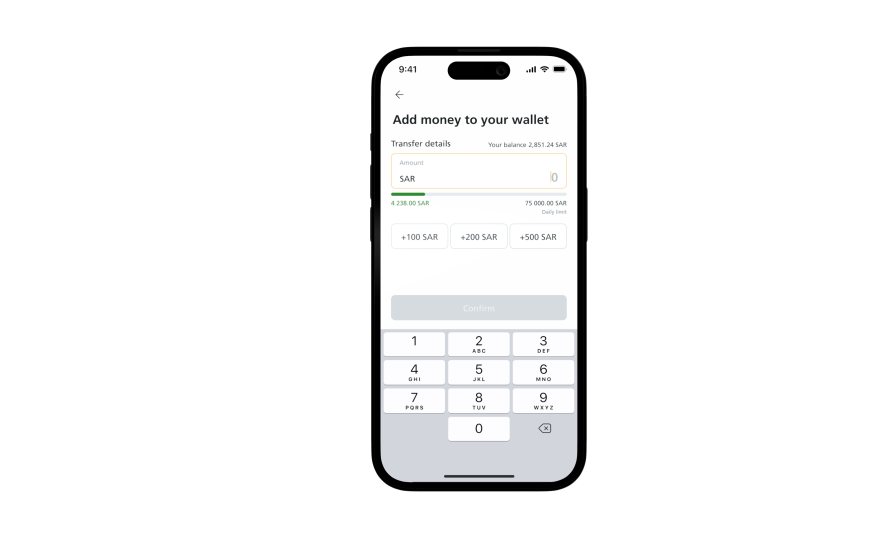 9:41
Add money to your wallet
Transfer details Your balance 2,851.24 SAR
Amount
SAR 0
4 238.00 SAR 75 000.00 SAR
Daily limit
+100 SAR +200 SAR +500 SAR
Confirm
1 2 3
ABC DEF
4 5 6
GHI JKL MNO
7 8 9
PQRS TUV WXYZ
0